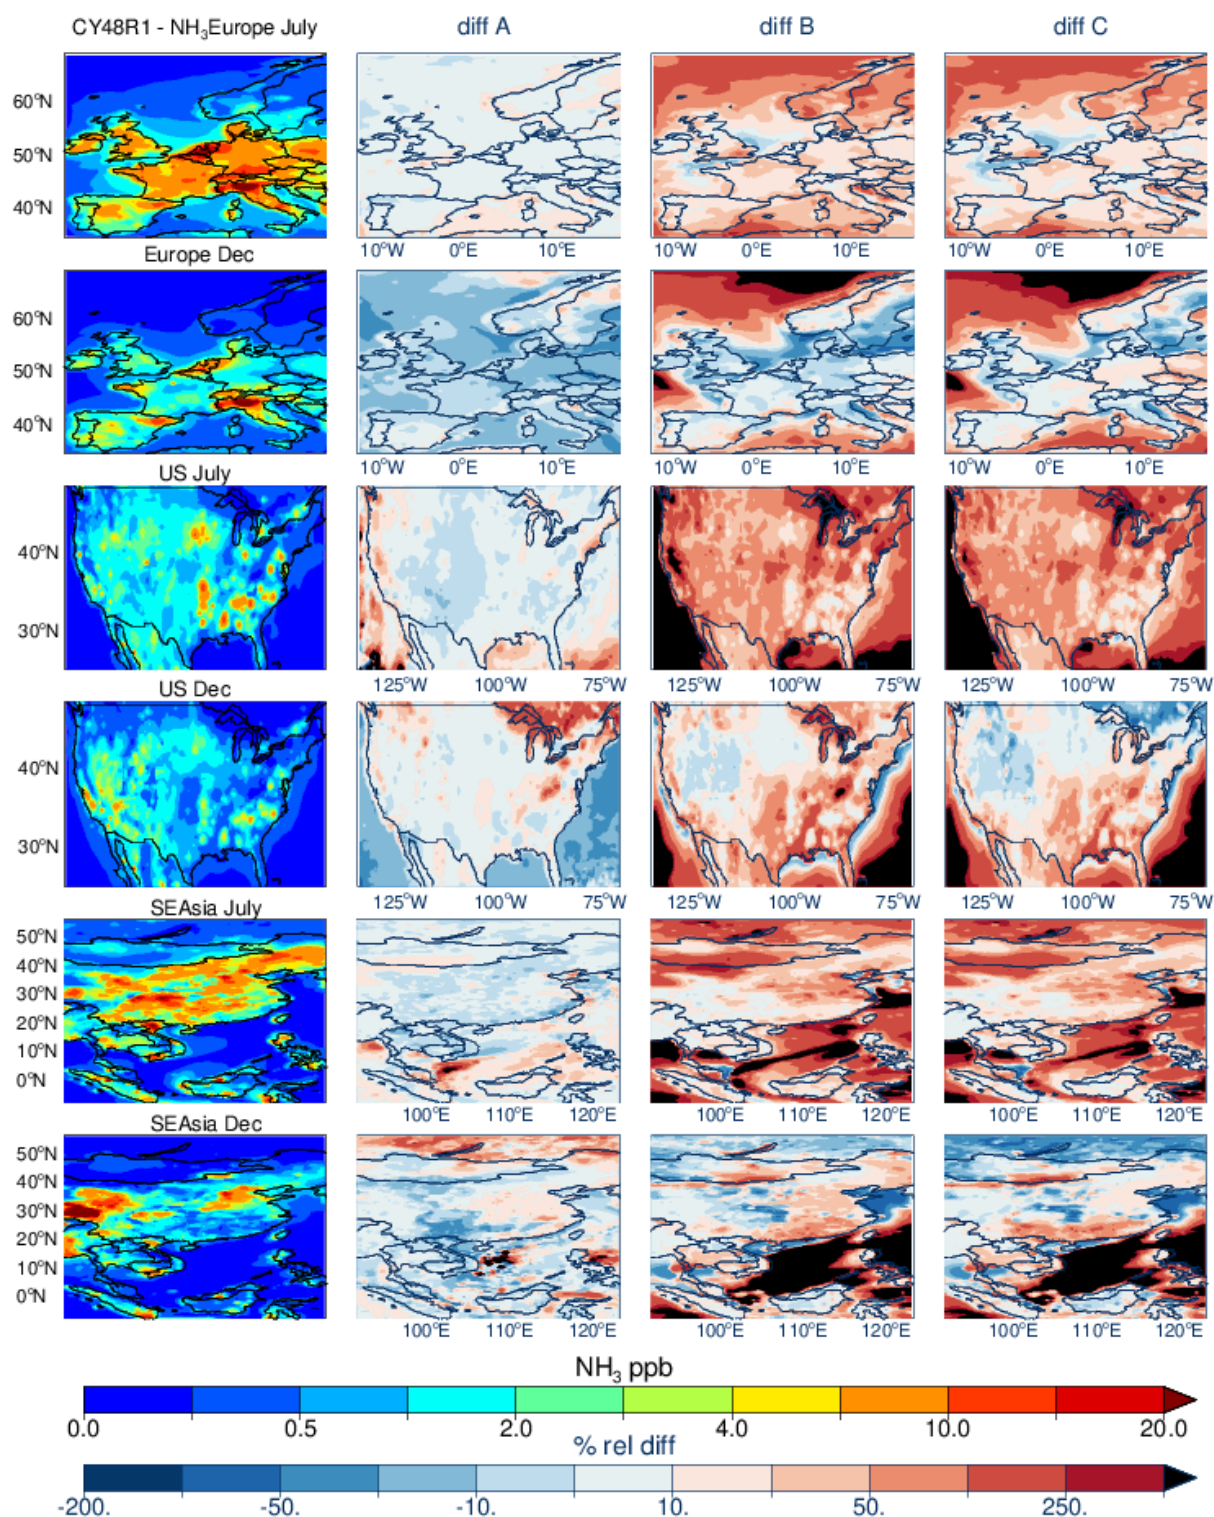 CY48R1 - NH3Europe July diff A diff B diff C
60°N
50°N
40°N
10°W 0°E 10°E 10°W 0°E 10°E 10°W 0°E 10°E
Europe Dec
60°N
50°N
40°N
10°W 0°E 10°E 10°W 0°E 10°E 10°W 0°E 10°E
US July
40°N
30°N
125°W 100°W 75°W 125°W 100°W 75°W 125°W 100°W 75°W
US Dec
40°N
30°N
125°W 100°W 75°W 125°W 100°W 75°W 125°W 100°W 75°W
SEAsia July
50°N
40°N
30°N
20°N
10°N
0°N
100°E 110°E 120°E 100°E 110°E 120°E 100°E 110°E 120°E
SEAsia Dec
50°N
40°N
30°N
20°N
10°N
0°N
100°E 110°E 120°E 100°E 110°E 120°E 100°E 110°E 120°E
NH3 ppb
0.0 0.5 2.0 4.0 10.0 20.0
% rel diff
-200. -50. -10. 10. 50. 250.